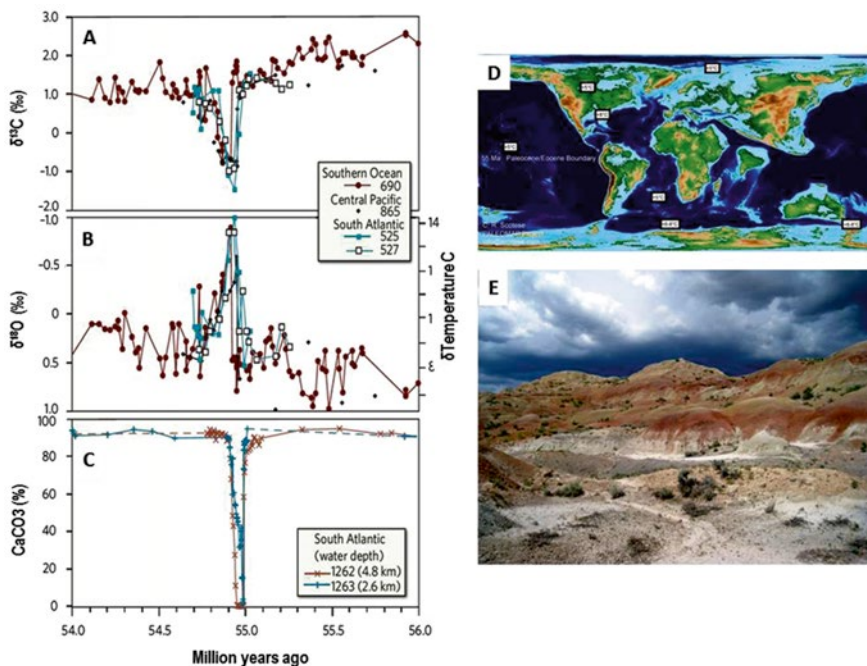 A
δ¹³C (‰)
3.0
2.0
1.0
0
-1.0
2.0
Southern Ocean
690
Central Pacific
865
South Atlantic
525
527
B
δ¹⁸O (‰)
-10
-0.5
0
0.5
1.0
14
1
1
δTemperature C
C
CaCO3 (%)
100
80
60
40
20
0
South Atlantic
(water depth)
1262 (4.8 km)
1263 (2.6 km)
54.0
54.5
55.0
55.5
56.0
Million years ago
D
55 Ma Paleocene/Eocene Boundary
C. R. Scotese
E